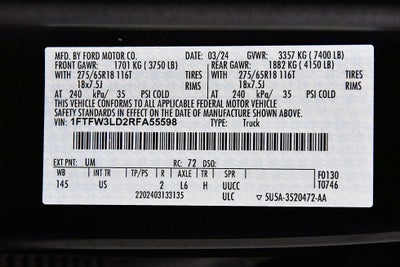 MFD. BY FORD MOTOR CO. 03/24 GVWR: 3357 KG ( 7400 LB)
FRONT GAWR: 1701 KG ( 3750 LB) REAR GAWR: 1882 KG ( 4150 LB)
WITH TIRES WITH TIRES
275/65R18 116T 275/65R18 116T
18x7.5J RIMS 18x7.5J RIMS
AT 240 kPa/ 35 PSI COLD AT 240 kPa/ 35 PSI COLD
THIS VEHICLE CONFORMS TO ALL APPLICABLE FEDERAL MOTOR VEHICLE
SAFETY STANDARDS IN EFFECT ON THE DATE OF MANUFACTURE SHOWN ABOVE.
VIN: 1FTFW3LD2RFA55598 TYPE: Truck
EXT PNT: UM RC: 72 DSO: F0130
WB INT TR TP/PS R AXLE TR SPR T0746
145 US 2 L6 H UUCC
2202403133135 ULC 5U5A-3520472-AA